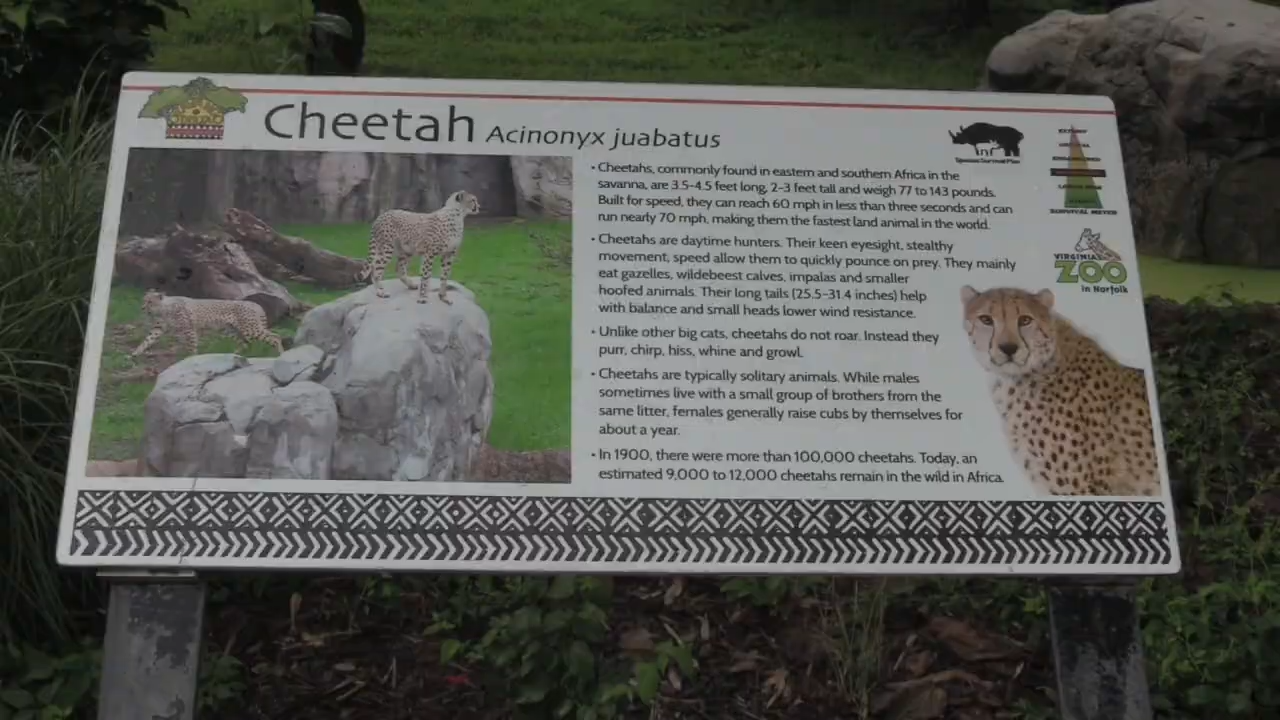 Cheetah Acinonyx juabatus
Species Survival Plan
• Cheetahs, commonly found in eastern and southern Africa in the
savanna, are 3.5-4.5 feet long, 2-3 feet tall and weigh 77 to 143 pounds.
Built for speed, they can reach 60 mph in less than three seconds and can
run nearly 70 mph, making them the fastest land animal in the world.
• Cheetahs are daytime hunters. Their keen eyesight, stealthy
movement, speed allow them to quickly pounce on prey. They mainly
eat gazelles, wildebeest calves, impalas and smaller
hoofed animals. Their long tails (25.5-31.4 inches) help
with balance and small heads lower wind resistance.
• Unlike other big cats, cheetahs do not roar. Instead they
purr, chirp, hiss, whine and growl.
• Cheetahs are typically solitary animals. While males
sometimes live with a small group of brothers from the
same litter, females generally raise cubs by themselves for
about a year.
• In 1900, there were more than 100,000 cheetahs. Today, an
estimated 9,000 to 12,000 cheetahs remain in the wild in Africa.
SURVIVAL METER
VIRGINIA
ZOO
in Norfolk